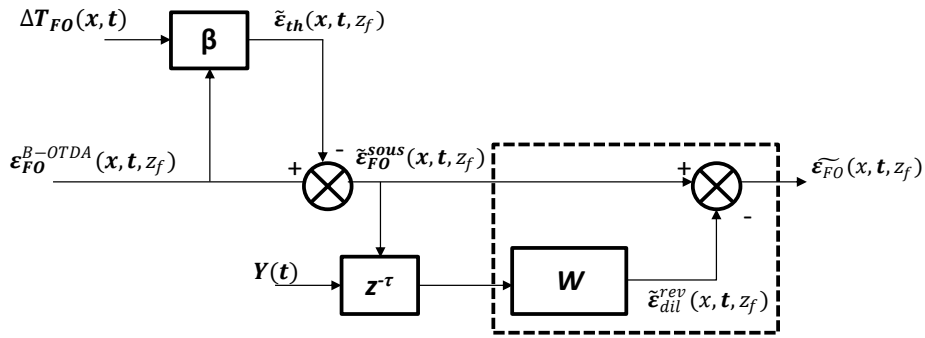 ΔT_FO(x, t)
β
ε̃_th(x, t, z_f)
-
ε_FO^{B-OTDA}(x, t, z_f)
+
ε̃_FO^{sous}(x, t, z_f)
+
ε͠_FO(x, t, z_f)
-
Y(t)
z^{-τ}
W
ε̃_dil^{rev}(x, t, z_f)